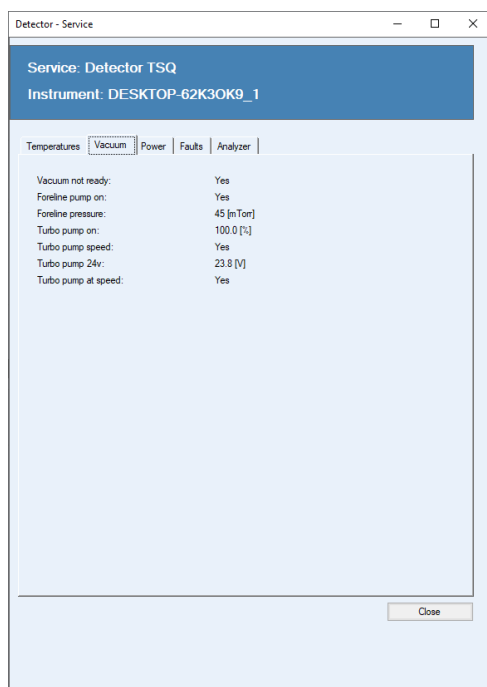 Detector - Service
Service: Detector TSQ
Instrument: DESKTOP-62K3OK9_1
Temperatures Vacuum Power Faults Analyzer
Vacuum not ready: Yes
Foreline pump on: Yes
Foreline pressure: 45 [mTorr]
Turbo pump on: 100.0 [%]
Turbo pump speed: Yes
Turbo pump 24v: 23.8 [V]
Turbo pump at speed: Yes
Close